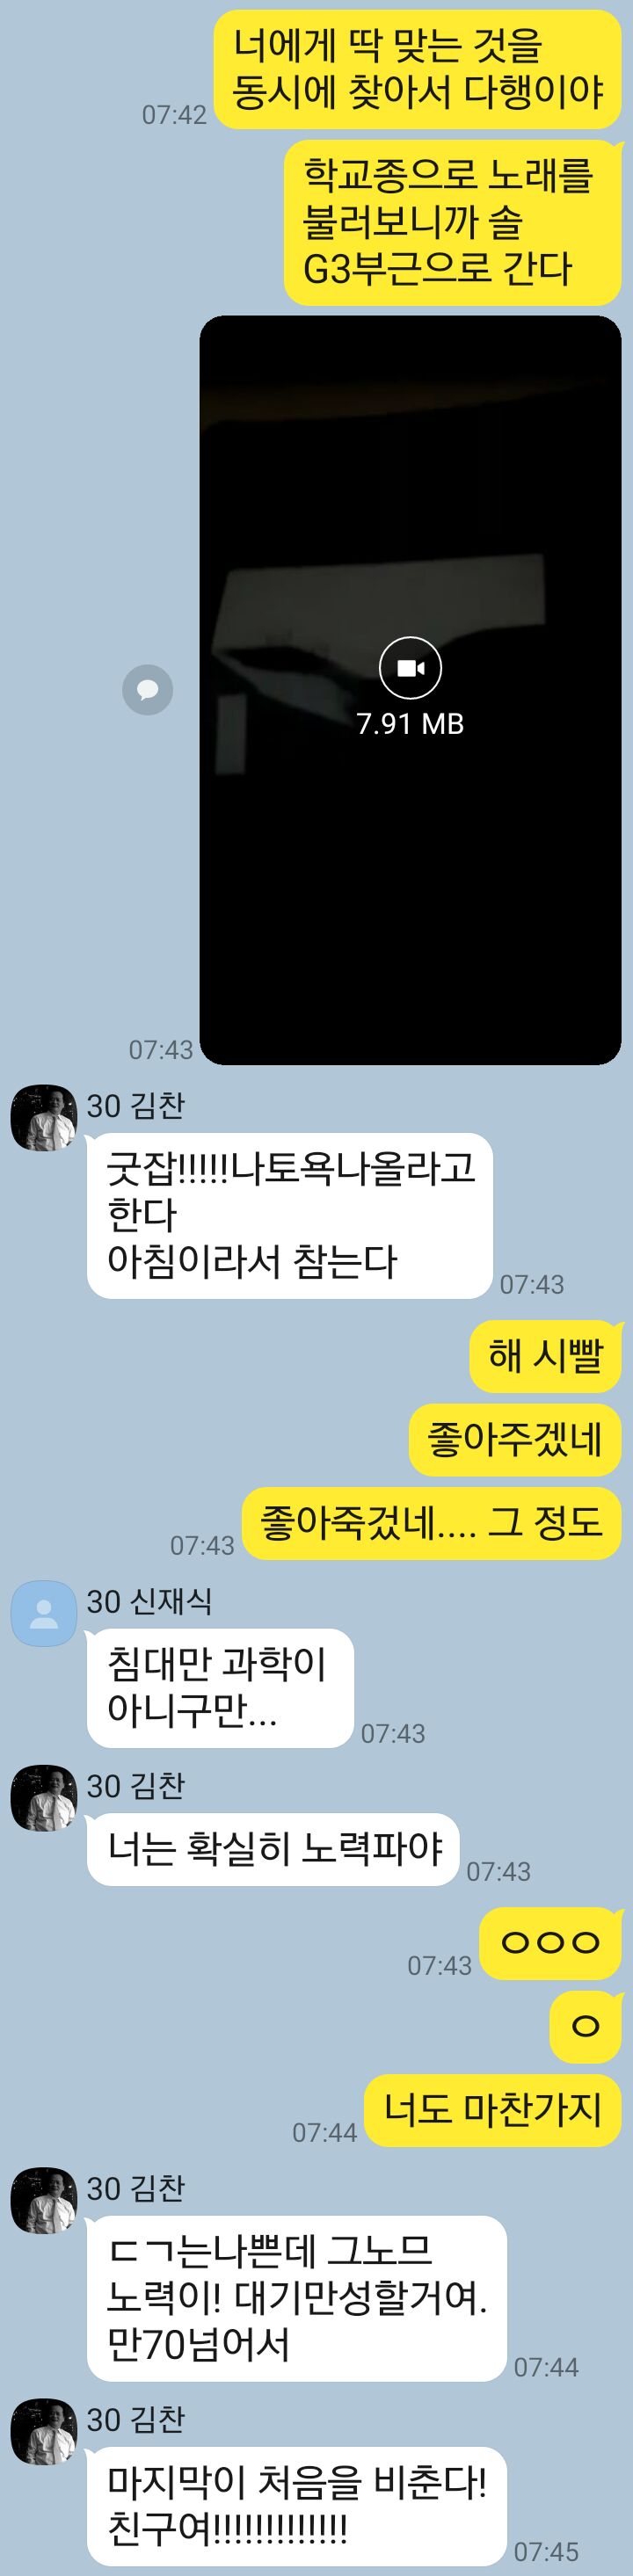 너에게 딱 맞는 것을
동시에 찾아서 다행이야
07:42
학교종으로 노래를
불러보니까 솔
G3부근으로 간다
7.91 MB
07:43
30 김찬
굿잡!!!!!나토욕나올라고
한다
아침이라서 참는다
07:43
해 시빨
좋아주겠네
좋아죽겄네.... 그 정도
07:43
30 신재식
침대만 과학이
아니구만...
07:43
30 김찬
너는 확실히 노력파야
07:43
ㅇㅇㅇ
07:43
ㅇ
너도 마찬가지
07:44
30 김찬
ㄷㄱ는나쁜데 그노므
노력이! 대기만성할거여.
만70넘어서
07:44
30 김찬
마지막이 처음을 비춘다!
친구여!!!!!!!!!!!!!!
07:45